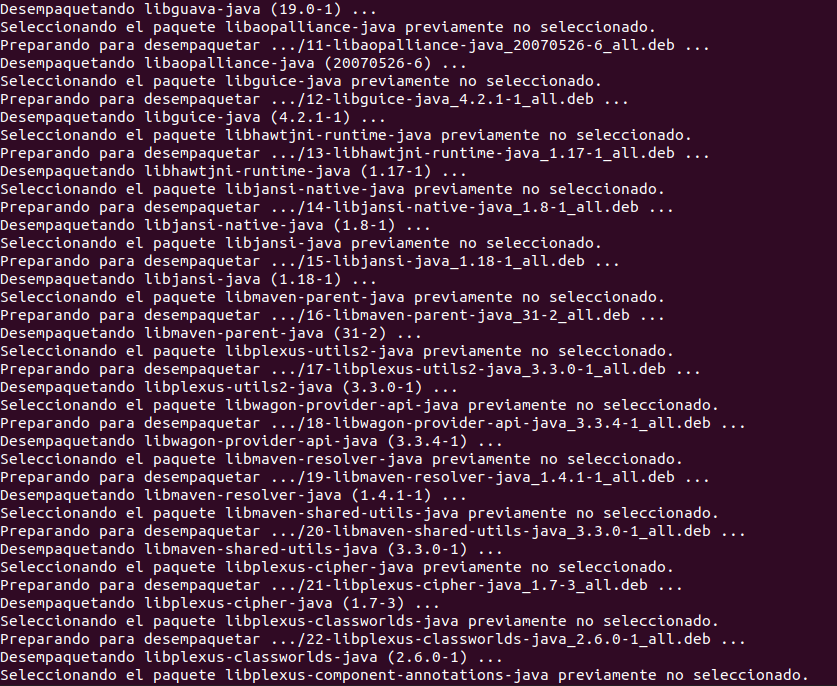 Desempaquetando libguava-java (19.0-1) ...
Seleccionando el paquete libaopalliance-java previamente no seleccionado.
Preparando para desempaquetar .../11-libaopalliance-java_20070526-6_all.deb ...
Desempaquetando libaopalliance-java (20070526-6) ...
Seleccionando el paquete libguice-java previamente no seleccionado.
Preparando para desempaquetar .../12-libguice-java_4.2.1-1_all.deb ...
Desempaquetando libguice-java (4.2.1-1) ...
Seleccionando el paquete libhawtjni-runtime-java previamente no seleccionado.
Preparando para desempaquetar .../13-libhawtjni-runtime-java_1.17-1_all.deb ...
Desempaquetando libhawtjni-runtime-java (1.17-1) ...
Seleccionando el paquete libjansi-native-java previamente no seleccionado.
Preparando para desempaquetar .../14-libjansi-native-java_1.8-1_all.deb ...
Desempaquetando libjansi-native-java (1.8-1) ...
Seleccionando el paquete libjansi-java previamente no seleccionado.
Preparando para desempaquetar .../15-libjansi-java_1.18-1_all.deb ...
Desempaquetando libjansi-java (1.18-1) ...
Seleccionando el paquete libmaven-parent-java previamente no seleccionado.
Preparando para desempaquetar .../16-libmaven-parent-java_31-2_all.deb ...
Desempaquetando libmaven-parent-java (31-2) ...
Seleccionando el paquete libplexus-utils2-java previamente no seleccionado.
Preparando para desempaquetar .../17-libplexus-utils2-java_3.3.0-1_all.deb ...
Desempaquetando libplexus-utils2-java (3.3.0-1) ...
Seleccionando el paquete libwagon-provider-api-java previamente no seleccionado.
Preparando para desempaquetar .../18-libwagon-provider-api-java_3.3.4-1_all.deb ...
Desempaquetando libwagon-provider-api-java (3.3.4-1) ...
Seleccionando el paquete libmaven-resolver-java previamente no seleccionado.
Preparando para desempaquetar .../19-libmaven-resolver-java_1.4.1-1_all.deb ...
Desempaquetando libmaven-resolver-java (1.4.1-1) ...
Seleccionando el paquete libmaven-shared-utils-java previamente no seleccionado.
Preparando para desempaquetar .../20-libmaven-shared-utils-java_3.3.0-1_all.deb ...
Desempaquetando libmaven-shared-utils-java (3.3.0-1) ...
Seleccionando el paquete libplexus-cipher-java previamente no seleccionado.
Preparando para desempaquetar .../21-libplexus-cipher-java_1.7-3_all.deb ...
Desempaquetando libplexus-cipher-java (1.7-3) ...
Seleccionando el paquete libplexus-classworlds-java previamente no seleccionado.
Preparando para desempaquetar .../22-libplexus-classworlds-java_2.6.0-1_all.deb ...
Desempaquetando libplexus-classworlds-java (2.6.0-1) ...
Seleccionando el paquete libplexus-component-annotations-java previamente no seleccionado.